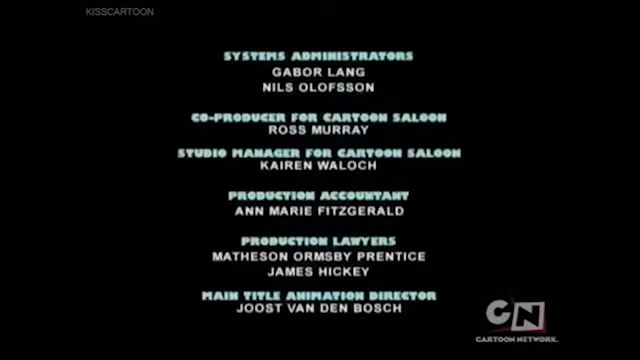 KISSCARTOON
SYSTEMS ADMINISTRATORS
GABOR LANG
NILS OLOFSSON
CO-PRODUCER FOR CARTOON SALOON
ROSS MURRAY
STUDIO MANAGER FOR CARTOON SALOON
KAIREN WALOCH
PRODUCTION ACCOUNTANT
ANN MARIE FITZGERALD
PRODUCTION LAWYERS
MATHESON ORMSBY PRENTICE
JAMES HICKEY
MAIN TITLE ANIMATION DIRECTOR
JOOST VAN DEN BOSCH
CN
CARTOON NETWORK.